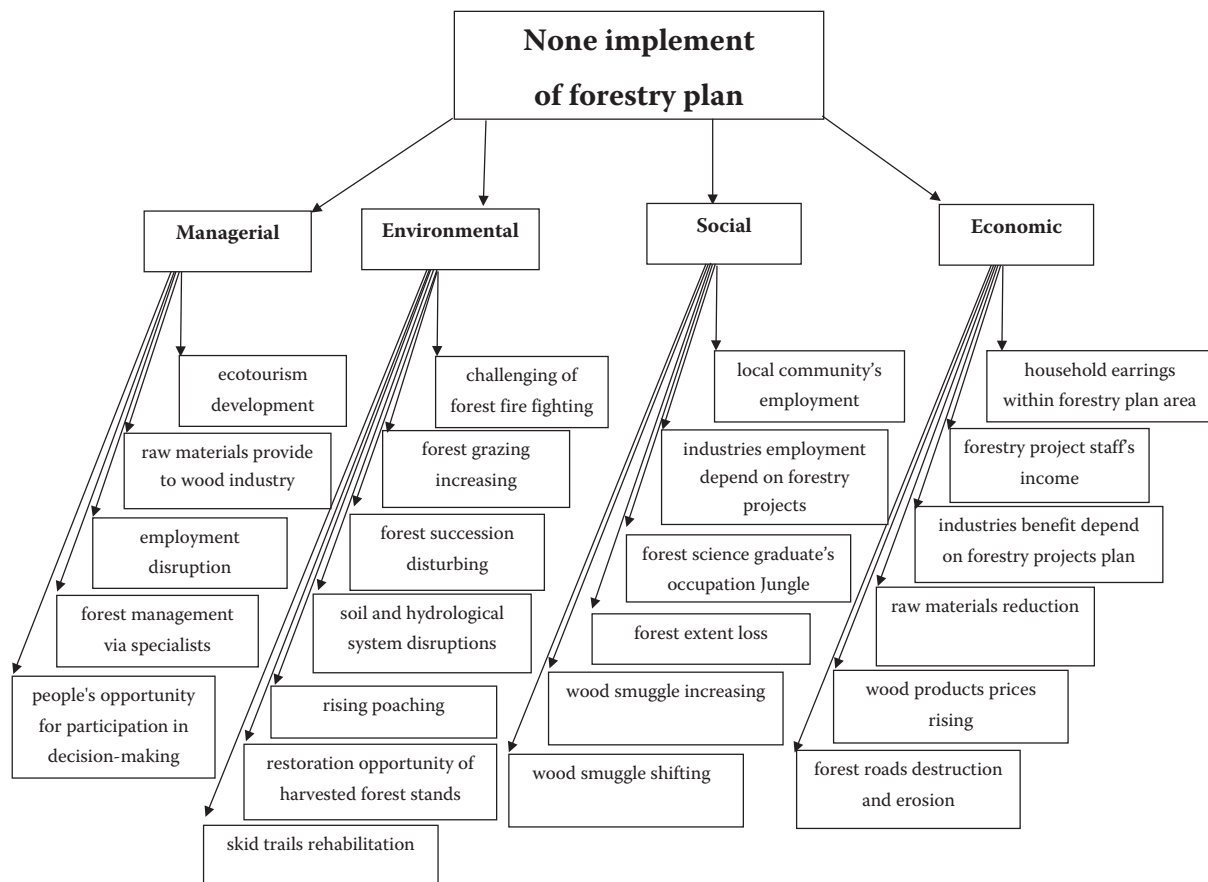 None implement
of forestry plan
Managerial
Environmental
Social
Economic
ecotourism
development
raw materials provide
to wood industry
employment
disruption
forest management
via specialists
people's opportunity
for participation in
decision-making
challenging of
forest fire fighting
forest grazing
increasing
forest succession
disturbing
soil and hydrological
system disruptions
rising poaching
restoration opportunity of
harvested forest stands
skid trails rehabilitation
local community’s
employment
industries employment
depend on forestry
projects
forest science graduate’s
occupation Jungle
forest extent loss
wood smuggle increasing
wood smuggle shifting
household earrings
within forestry plan area
forestry project staff’s
income
industries benefit depend
on forestry projects plan
raw materials reduction
wood products prices
rising
forest roads destruction
and erosion